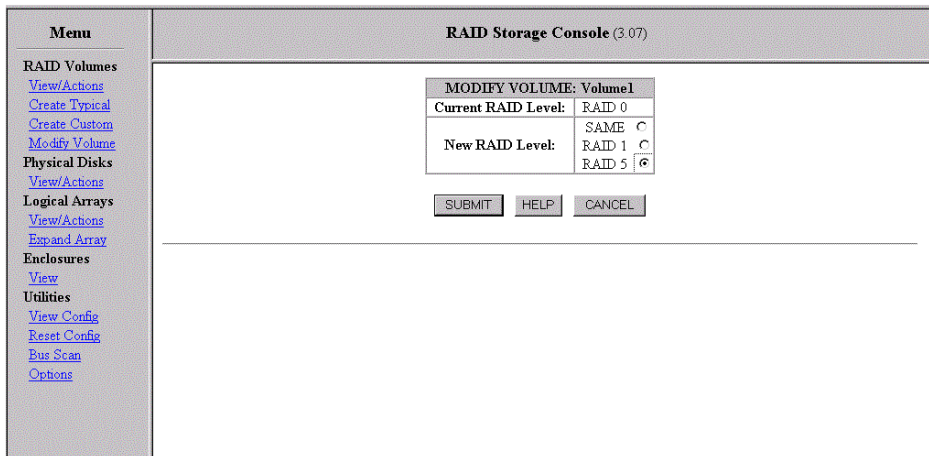 Menu
RAID Volumes
View/Actions
Create Typical
Create Custom
Modify Volume
Physical Disks
View/Actions
Logical Arrays
View/Actions
Expand Array
Enclosures
View
Utilities
View Config
Reset Config
Bus Scan
Options
RAID Storage Console (3.07)
MODIFY VOLUME: Volume1
Current RAID Level: RAID 0
New RAID Level:
SAME
RAID 1
RAID 5
SUBMIT HELP CANCEL